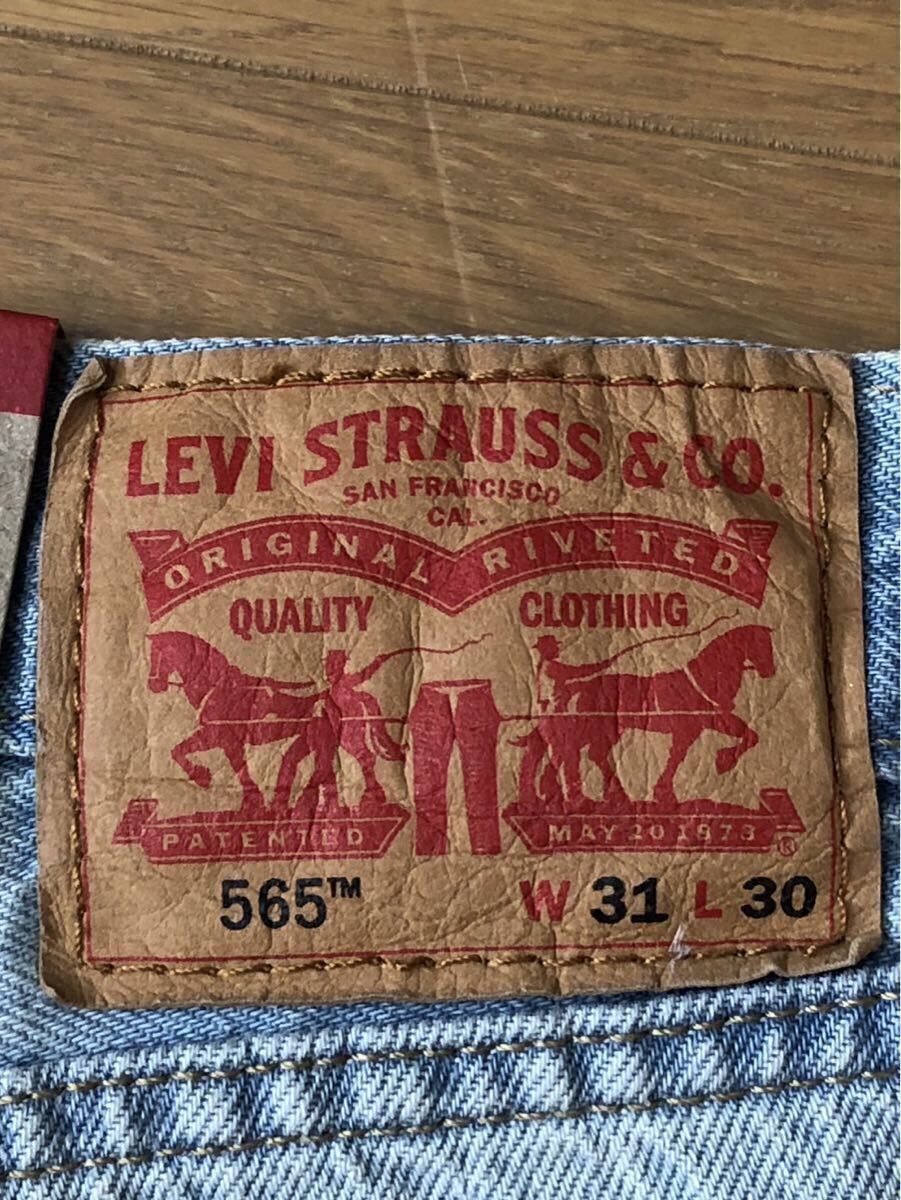 LEVI STRAUSS & CO.
SAN FRANCISCO
CAL.
ORIGINAL RIVETED
QUALITY CLOTHING
PATENTED MAY 20 1873 ®
565™ W 31 L 30